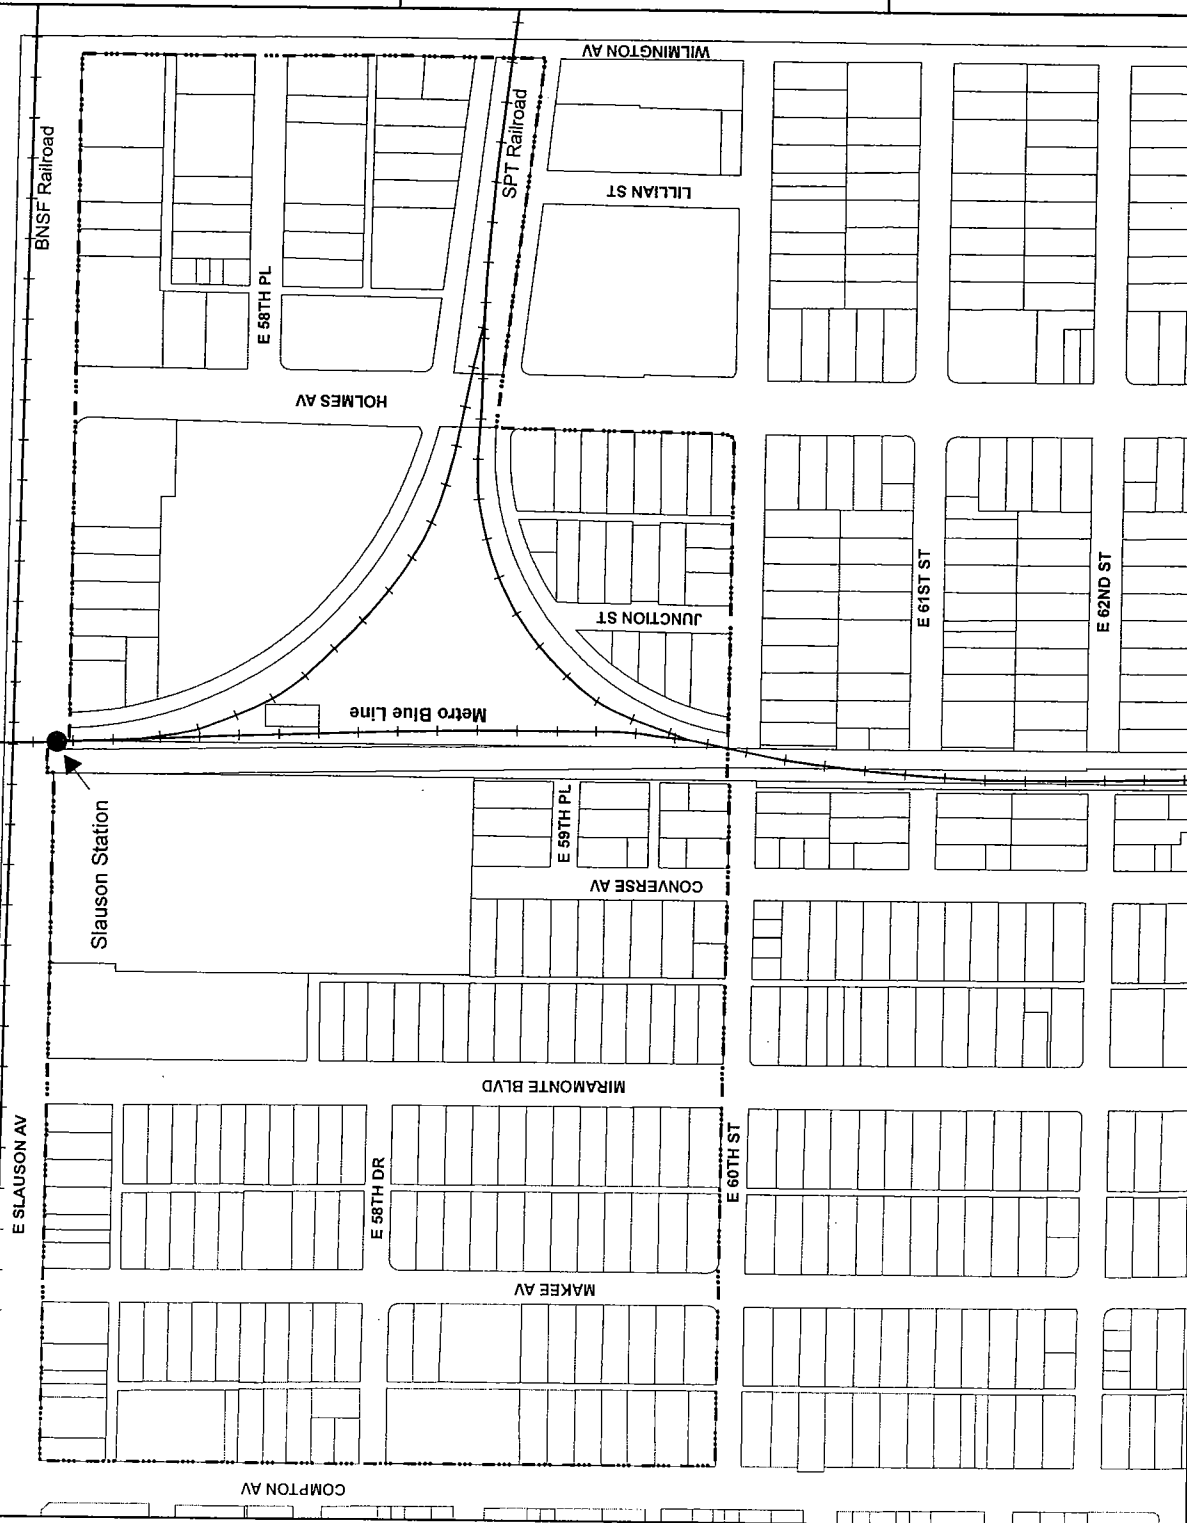 WILMINGTON AV
BNSF Railroad
SPT Railroad
LILLIAN ST
E 58TH PL
HOLMES AV
JUNCTION ST
E 61ST ST
E 62ND ST
Metro Blue Line
Slauson Station
E 59TH PL
CONVERSE AV
MIRAMONTE BLVD
E SLAUSON AV
E 58TH DR
E 60TH ST
MAKEE AV
COMPTON AV